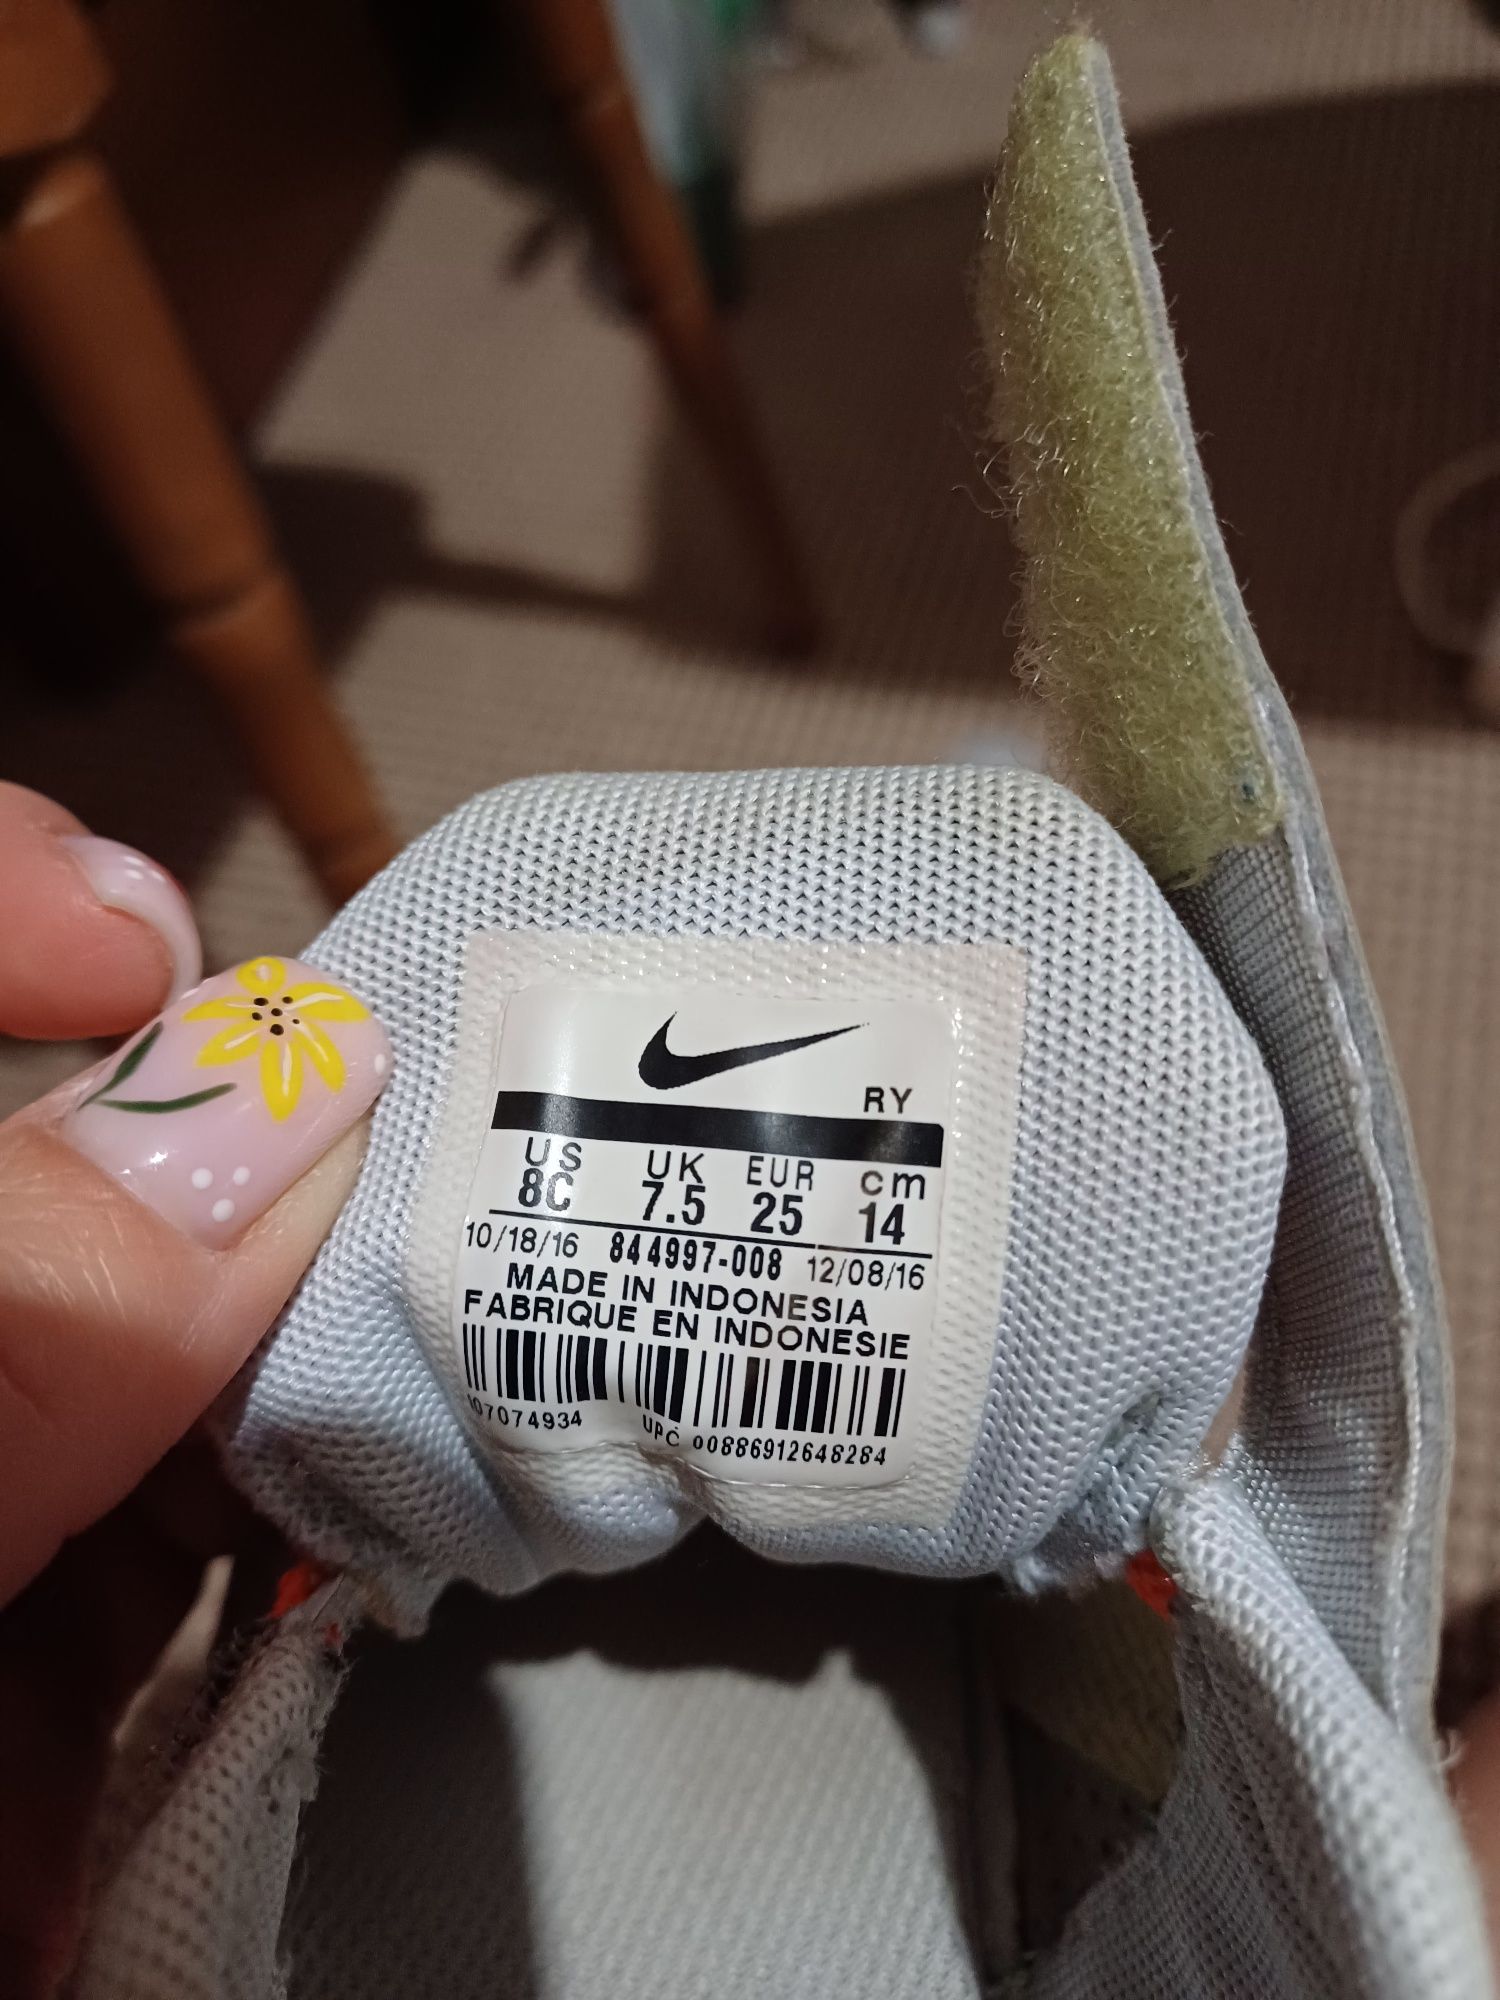 RY
US UK EUR cm
8C 7.5 25 14
10/18/16 844997-008 12/08/16
MADE IN INDONESIA
FABRIQUE EN INDONESIE
107074934 UPC 00886912648284